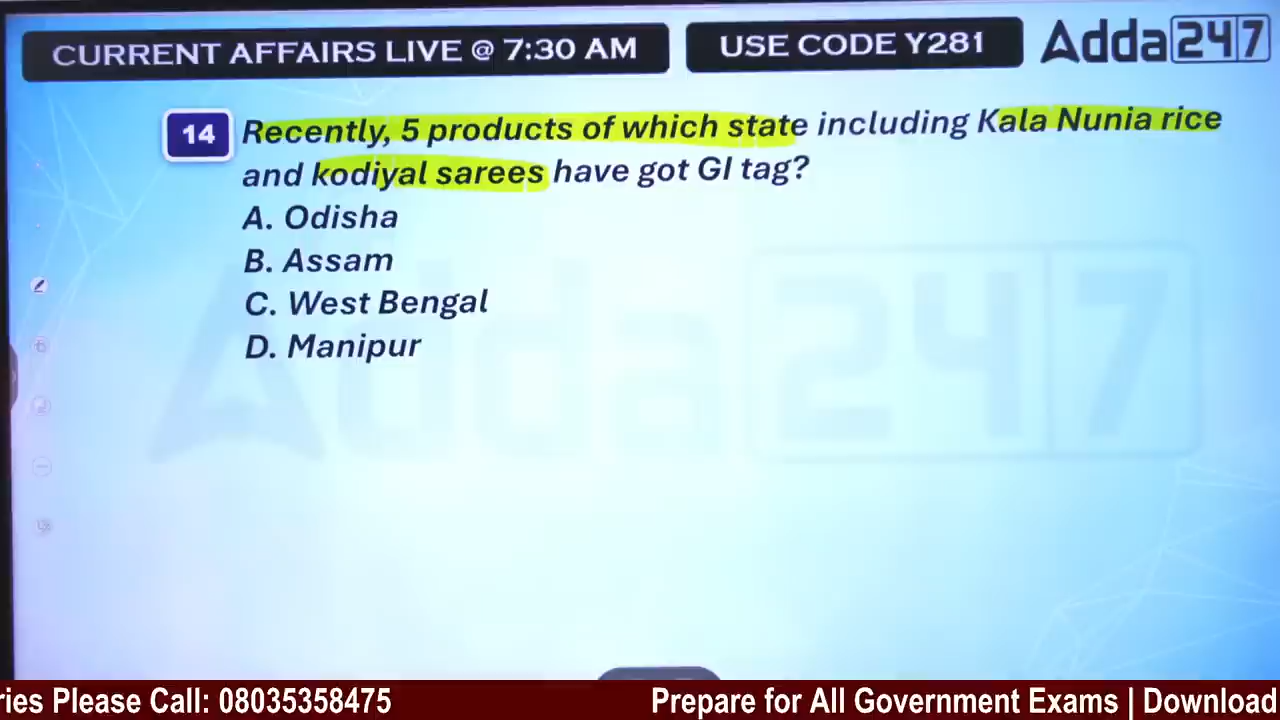 CURRENT AFFAIRS LIVE @ 7:30 AM
USE CODE Y281
Adda247
14
Recently, 5 products of which state including Kala Nunia rice
and kodiyal sarees have got GI tag?
A. Odisha
B. Assam
C. West Bengal
D. Manipur
Adda247
ries Please Call: 08035358475
Prepare for All Government Exams | Download